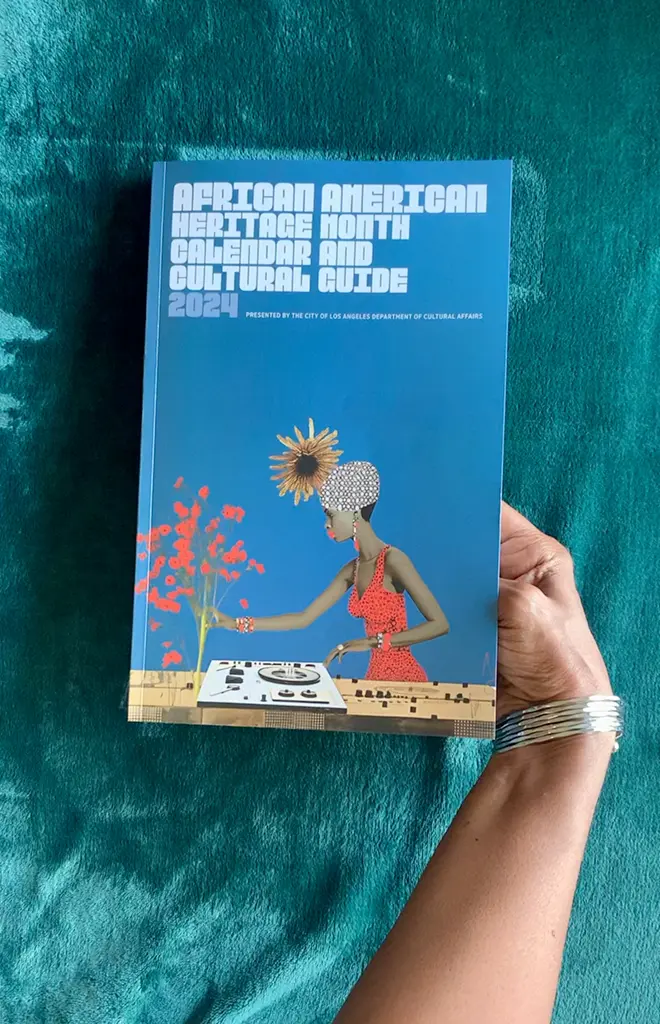 AFRICAN AMERICAN
HERITAGE MONTH
CALENDAR AND
CULTURAL GUIDE
2024 PRESENTED BY THE CITY OF LOS ANGELES DEPARTMENT OF CULTURAL AFFAIRS